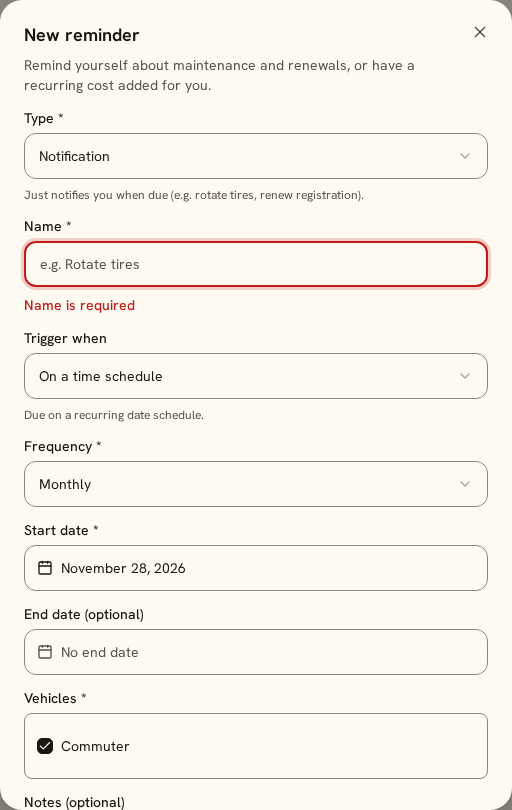 New reminder
Remind yourself about maintenance and renewals, or have a
recurring cost added for you.
Type *
Notification
Just notifies you when due (e.g. rotate tires, renew registration).
Name *
e.g. Rotate tires
Name is required
Trigger when
On a time schedule
Due on a recurring date schedule.
Frequency *
Monthly
Start date *
November 28, 2026
End date (optional)
No end date
Vehicles *
Commuter
Notes (optional)